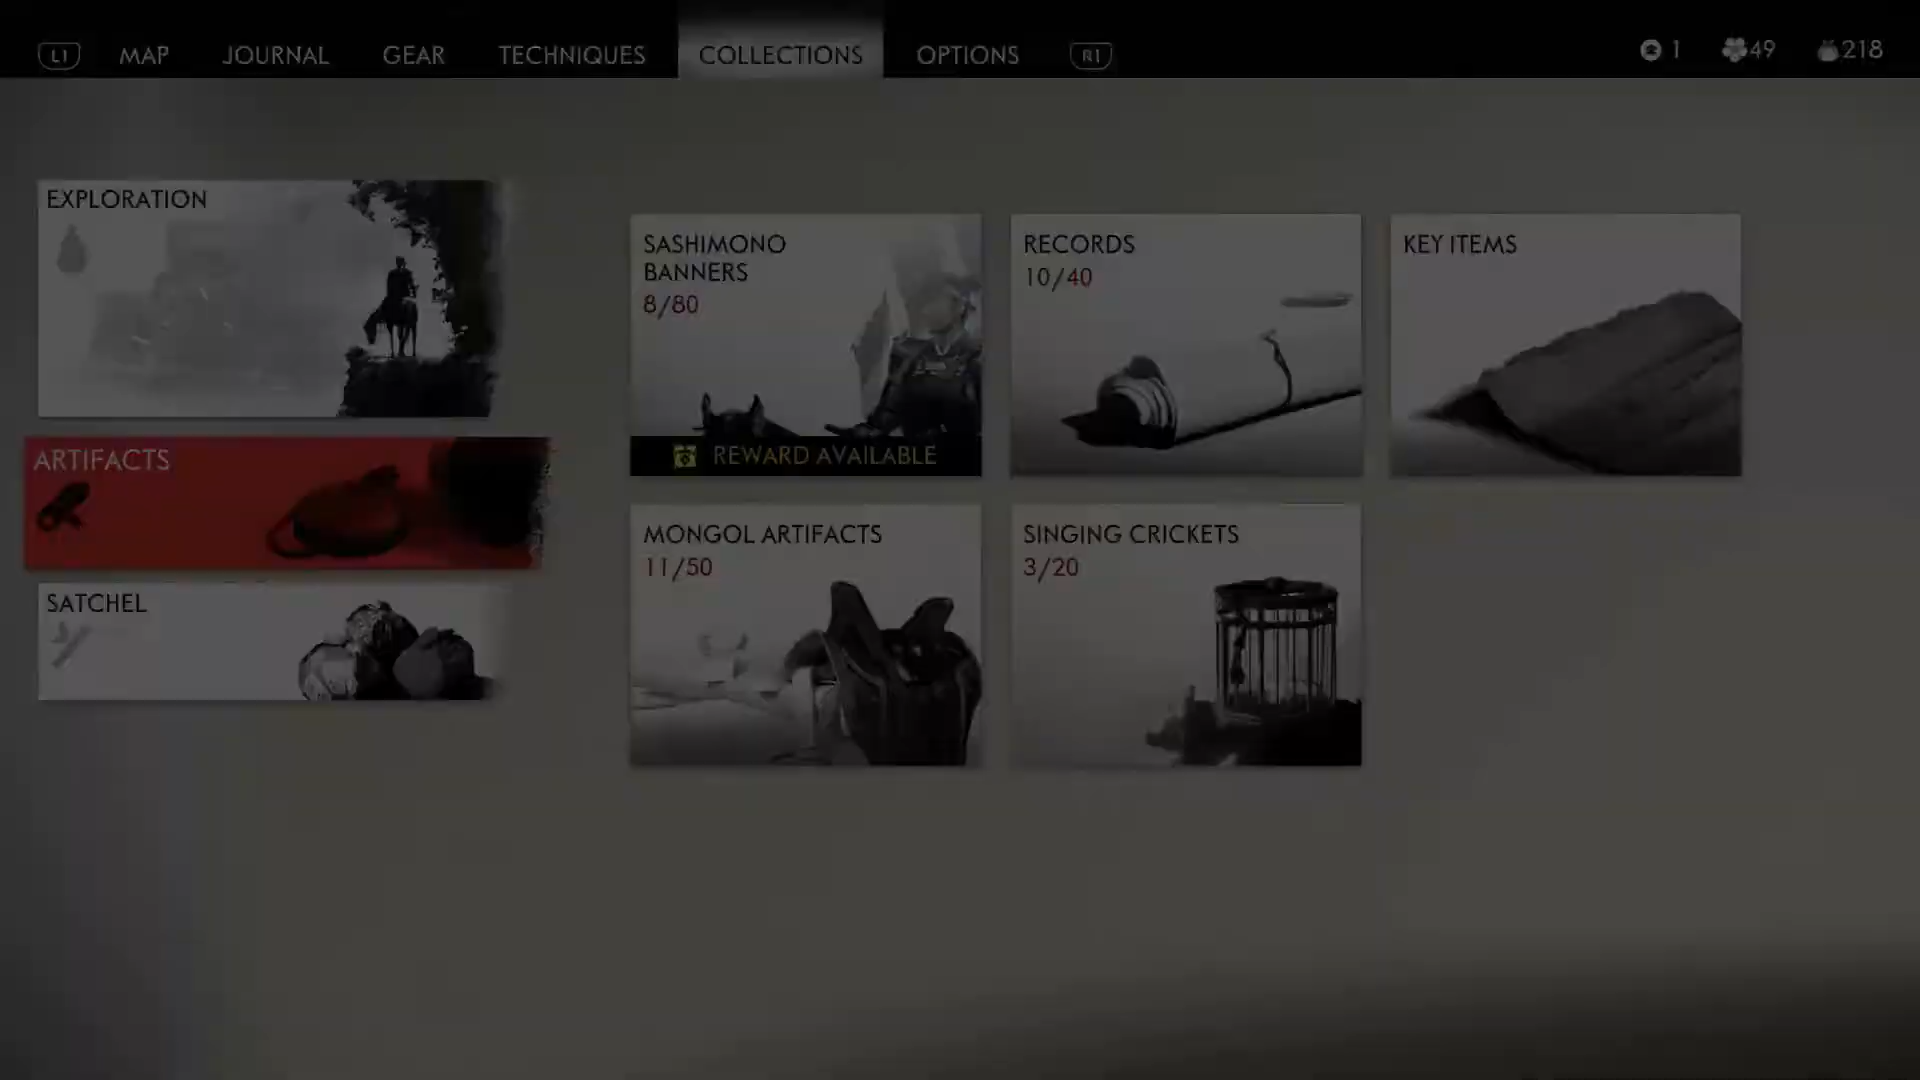 L1 MAP JOURNAL GEAR TECHNIQUES COLLECTIONS OPTIONS R1 1 49 218
EXPLORATION
ARTIFACTS
SATCHEL
SASHIMONO
BANNERS
8/80
REWARD AVAILABLE
RECORDS
10/40
KEY ITEMS
MONGOL ARTIFACTS
11/50
SINGING CRICKETS
3/20